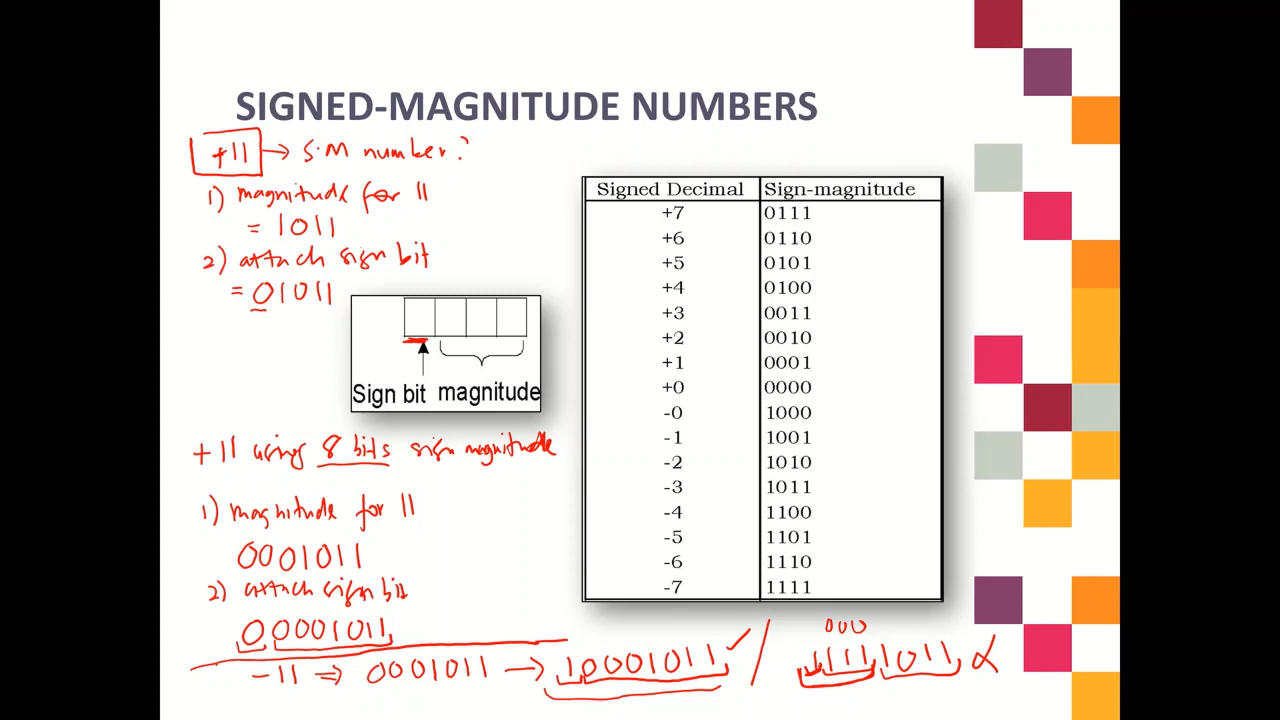 SIGNED-MAGNITUDE NUMBERS
+11 → S.M number?
1) magnitude for 11
= 1011
2) attach sign bit
= 01011
Sign bit magnitude
+11 using 8 bits sign magnitude
1) magnitude for 11
0001011
2) attach sign bit
00001011
-11 ⇒ 0001011 → 10001011 ✓ / 11111011 ×
000
Signed Decimal Sign-magnitude
+7 0111
+6 0110
+5 0101
+4 0100
+3 0011
+2 0010
+1 0001
+0 0000
-0 1000
-1 1001
-2 1010
-3 1011
-4 1100
-5 1101
-6 1110
-7 1111